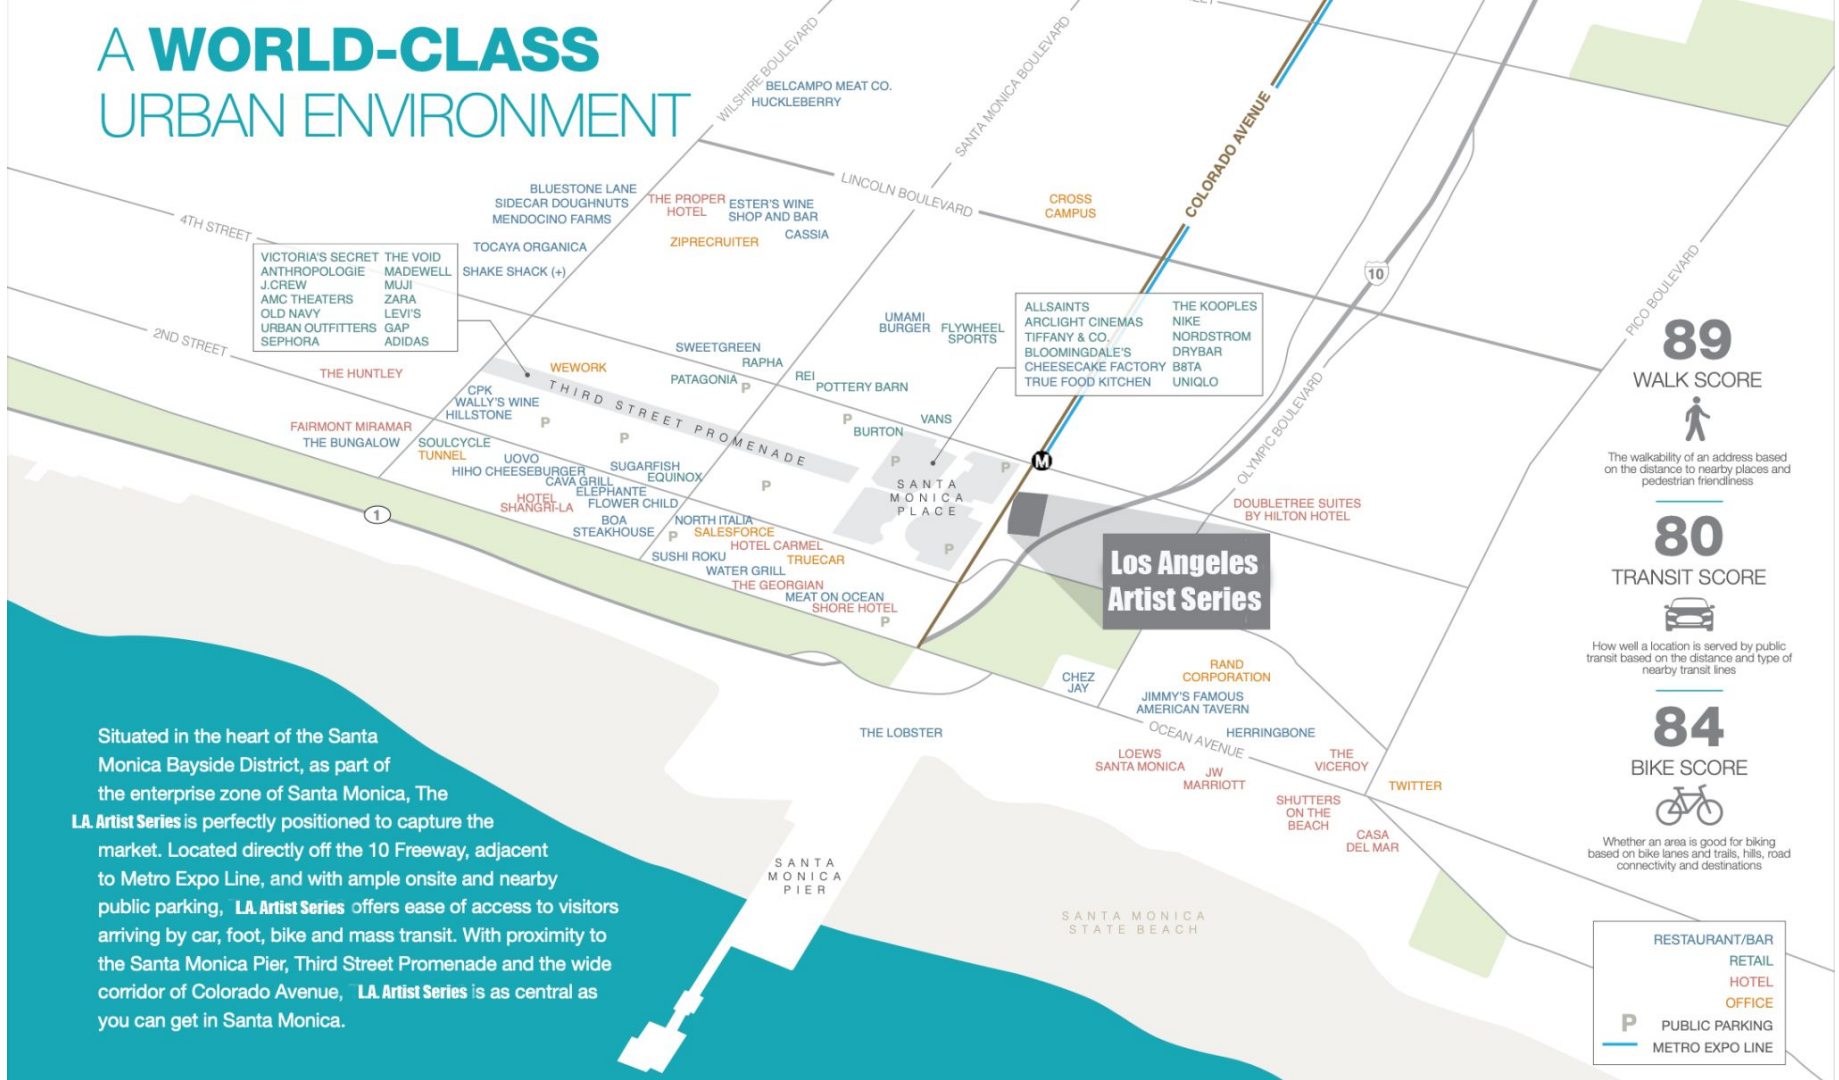 A WORLD-CLASS
URBAN ENVIRONMENT
WILSHIRE BOULEVARD
BELCAMPO MEAT CO.
HUCKLEBERRY
SANTA MONICA BOULEVARD
COLORADO AVENUE
LINCOLN BOULEVARD
BLUESTONE LANE
SIDECAR DOUGHNUTS
MENDOCINO FARMS
THE PROPER
HOTEL
ESTER'S WINE
SHOP AND BAR
CASSIA
ZIPRECRUITER
CROSS
CAMPUS
4TH STREET
TOCAYA ORGANICA
SHAKE SHACK (+)
VICTORIA'S SECRET THE VOID
ANTHROPOLOGIE MADEWELL
J.CREW MUJI
AMC THEATERS ZARA
OLD NAVY LEVI'S
URBAN OUTFITTERS GAP
SEPHORA ADIDAS
10
PICO BOULEVARD
2ND STREET
UMAMI
BURGER
FLYWHEEL
SPORTS
ALLSAINTS THE KOOPLES
ARCLIGHT CINEMAS NIKE
TIFFANY & CO. NORDSTROM
BLOOMINGDALE'S DRYBAR
CHEESECAKE FACTORY B8TA
TRUE FOOD KITCHEN UNIQLO
THE HUNTLEY
WEWORK
SWEETGREEN
RAPHA
PATAGONIA
P
REI
POTTERY BARN
CPK
WALLY'S WINE
HILLSTONE
THIRD STREET PROMENADE
P
P
P
VANS
BURTON
OLYMPIC BOULEVARD
FAIRMONT MIRAMAR
THE BUNGALOW
SOULCYCLE
TUNNEL
UOVO
HIHO CHEESEBURGER
CAVA GRILL
SUGARFISH
EQUINOX
ELEPHANTE
FLOWER CHILD
HOTEL
SHANGRI-LA
P
P
P
M
SANTA
MONICA
PLACE
P
1
BOA
STEAKHOUSE
P
NORTH ITALIA
SALESFORCE
HOTEL CARMEL
TRUECAR
SUSHI ROKU
WATER GRILL
THE GEORGIAN
MEAT ON OCEAN
SHORE HOTEL
P
DOUBLETREE SUITES
BY HILTON HOTEL
Los Angeles
Artist Series
CHEZ
JAY
RAND
CORPORATION
JIMMY'S FAMOUS
AMERICAN TAVERN
OCEAN AVENUE
HERRINGBONE
THE LOBSTER
LOEWS
SANTA MONICA
JW
MARRIOTT
THE
VICEROY
TWITTER
SHUTTERS
ON THE
BEACH
CASA
DEL MAR
SANTA
MONICA
PIER
SANTA MONICA
STATE BEACH
89
WALK SCORE
The walkability of an address based
on the distance to nearby places and
pedestrian friendliness
80
TRANSIT SCORE
How well a location is served by public
transit based on the distance and type of
nearby transit lines
84
BIKE SCORE
Whether an area is good for biking
based on bike lanes and trails, hills, road
connectivity and destinations
Situated in the heart of the Santa
Monica Bayside District, as part of
the enterprise zone of Santa Monica, The
L.A. Artist Series is perfectly positioned to capture the
market. Located directly off the 10 Freeway, adjacent
to Metro Expo Line, and with ample onsite and nearby
public parking, L.A. Artist Series offers ease of access to visitors
arriving by car, foot, bike and mass transit. With proximity to
the Santa Monica Pier, Third Street Promenade and the wide
corridor of Colorado Avenue, L.A. Artist Series is as central as
you can get in Santa Monica.
RESTAURANT/BAR
RETAIL
HOTEL
OFFICE
P PUBLIC PARKING
METRO EXPO LINE